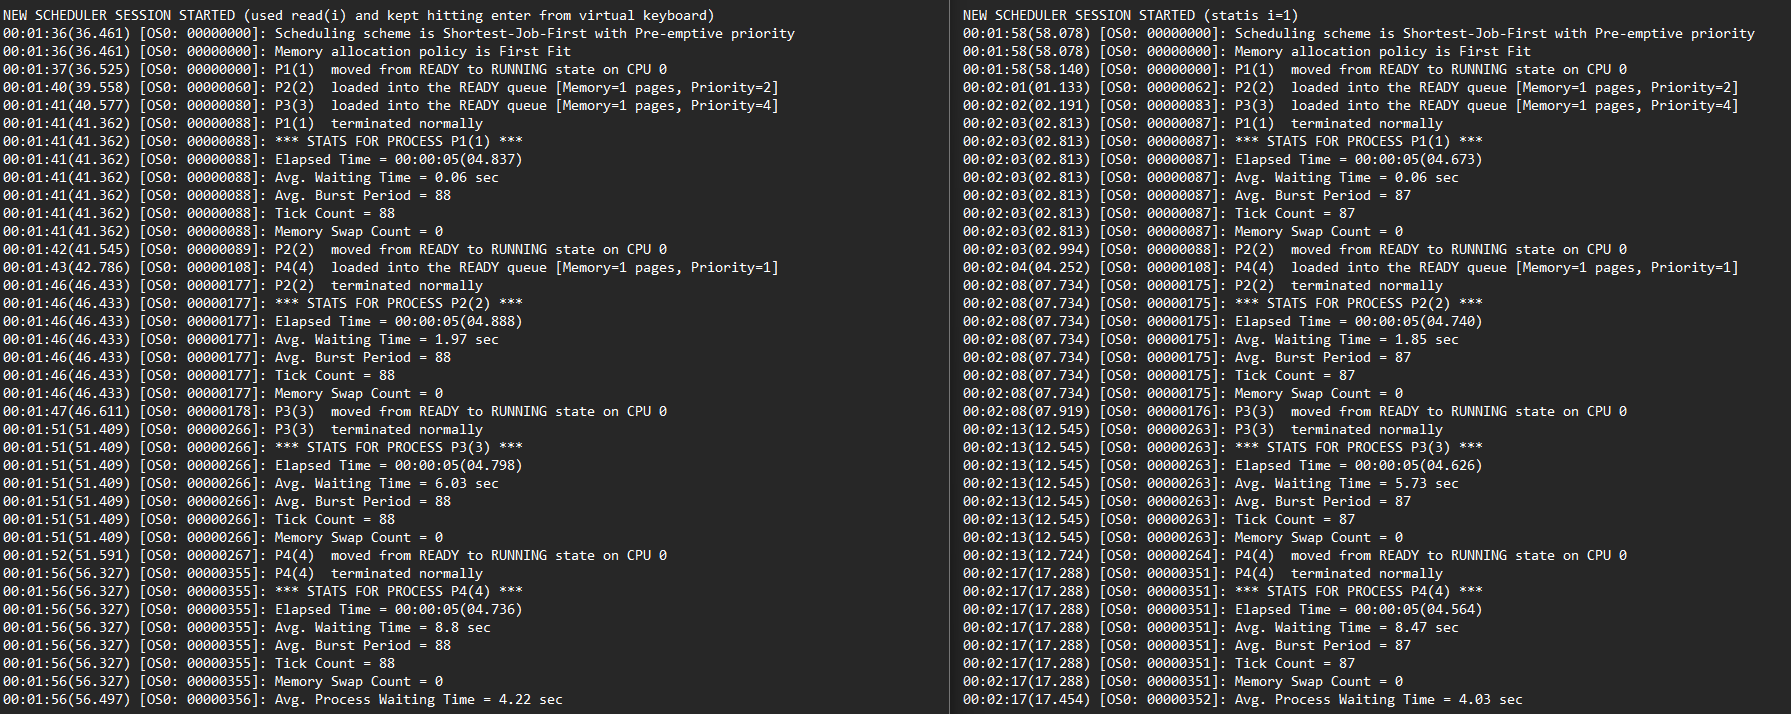 NEW SCHEDULER SESSION STARTED (used read(i) and kept hitting enter from virtual keyboard)
00:01:36(36.461) [OS0: 00000000]: Scheduling scheme is Shortest-Job-First with Pre-emptive priority
00:01:36(36.461) [OS0: 00000000]: Memory allocation policy is First Fit
00:01:37(36.525) [OS0: 00000000]: P1(1)  moved from READY to RUNNING state on CPU 0
00:01:40(39.558) [OS0: 00000060]: P2(2)  loaded into the READY queue [Memory=1 pages, Priority=2]
00:01:41(40.577) [OS0: 00000080]: P3(3)  loaded into the READY queue [Memory=1 pages, Priority=4]
00:01:41(41.362) [OS0: 00000088]: P1(1)  terminated normally
00:01:41(41.362) [OS0: 00000088]: *** STATS FOR PROCESS P1(1) ***
00:01:41(41.362) [OS0: 00000088]: Elapsed Time = 00:00:05(04.837)
00:01:41(41.362) [OS0: 00000088]: Avg. Waiting Time = 0.06 sec
00:01:41(41.362) [OS0: 00000088]: Avg. Burst Period = 88
00:01:41(41.362) [OS0: 00000088]: Tick Count = 88
00:01:41(41.362) [OS0: 00000088]: Memory Swap Count = 0
00:01:42(41.545) [OS0: 00000089]: P2(2)  moved from READY to RUNNING state on CPU 0
00:01:43(42.786) [OS0: 00000108]: P4(4)  loaded into the READY queue [Memory=1 pages, Priority=1]
00:01:46(46.433) [OS0: 00000177]: P2(2)  terminated normally
00:01:46(46.433) [OS0: 00000177]: *** STATS FOR PROCESS P2(2) ***
00:01:46(46.433) [OS0: 00000177]: Elapsed Time = 00:00:05(04.888)
00:01:46(46.433) [OS0: 00000177]: Avg. Waiting Time = 1.97 sec
00:01:46(46.433) [OS0: 00000177]: Avg. Burst Period = 88
00:01:46(46.433) [OS0: 00000177]: Tick Count = 88
00:01:46(46.433) [OS0: 00000177]: Memory Swap Count = 0
00:01:47(46.611) [OS0: 00000178]: P3(3)  moved from READY to RUNNING state on CPU 0
00:01:51(51.409) [OS0: 00000266]: P3(3)  terminated normally
00:01:51(51.409) [OS0: 00000266]: *** STATS FOR PROCESS P3(3) ***
00:01:51(51.409) [OS0: 00000266]: Elapsed Time = 00:00:05(04.798)
00:01:51(51.409) [OS0: 00000266]: Avg. Waiting Time = 6.03 sec
00:01:51(51.409) [OS0: 00000266]: Avg. Burst Period = 88
00:01:51(51.409) [OS0: 00000266]: Tick Count = 88
00:01:51(51.409) [OS0: 00000266]: Memory Swap Count = 0
00:01:52(51.591) [OS0: 00000267]: P4(4)  moved from READY to RUNNING state on CPU 0
00:01:56(56.327) [OS0: 00000355]: P4(4)  terminated normally
00:01:56(56.327) [OS0: 00000355]: *** STATS FOR PROCESS P4(4) ***
00:01:56(56.327) [OS0: 00000355]: Elapsed Time = 00:00:05(04.736)
00:01:56(56.327) [OS0: 00000355]: Avg. Waiting Time = 8.8 sec
00:01:56(56.327) [OS0: 00000355]: Avg. Burst Period = 88
00:01:56(56.327) [OS0: 00000355]: Tick Count = 88
00:01:56(56.327) [OS0: 00000355]: Memory Swap Count = 0
00:01:56(56.497) [OS0: 00000356]: Avg. Process Waiting Time = 4.22 sec
NEW SCHEDULER SESSION STARTED (statis i=1)
00:01:58(58.078) [OS0: 00000000]: Scheduling scheme is Shortest-Job-First with Pre-emptive priority
00:01:58(58.078) [OS0: 00000000]: Memory allocation policy is First Fit
00:01:58(58.140) [OS0: 00000000]: P1(1)  moved from READY to RUNNING state on CPU 0
00:02:01(01.133) [OS0: 00000062]: P2(2)  loaded into the READY queue [Memory=1 pages, Priority=2]
00:02:02(02.191) [OS0: 00000083]: P3(3)  loaded into the READY queue [Memory=1 pages, Priority=4]
00:02:03(02.813) [OS0: 00000087]: P1(1)  terminated normally
00:02:03(02.813) [OS0: 00000087]: *** STATS FOR PROCESS P1(1) ***
00:02:03(02.813) [OS0: 00000087]: Elapsed Time = 00:00:05(04.673)
00:02:03(02.813) [OS0: 00000087]: Avg. Waiting Time = 0.06 sec
00:02:03(02.813) [OS0: 00000087]: Avg. Burst Period = 87
00:02:03(02.813) [OS0: 00000087]: Tick Count = 87
00:02:03(02.813) [OS0: 00000087]: Memory Swap Count = 0
00:02:03(02.994) [OS0: 00000088]: P2(2)  moved from READY to RUNNING state on CPU 0
00:02:04(04.252) [OS0: 00000108]: P4(4)  loaded into the READY queue [Memory=1 pages, Priority=1]
00:02:08(07.734) [OS0: 00000175]: P2(2)  terminated normally
00:02:08(07.734) [OS0: 00000175]: *** STATS FOR PROCESS P2(2) ***
00:02:08(07.734) [OS0: 00000175]: Elapsed Time = 00:00:05(04.740)
00:02:08(07.734) [OS0: 00000175]: Avg. Waiting Time = 1.85 sec
00:02:08(07.734) [OS0: 00000175]: Avg. Burst Period = 87
00:02:08(07.734) [OS0: 00000175]: Tick Count = 87
00:02:08(07.734) [OS0: 00000175]: Memory Swap Count = 0
00:02:08(07.919) [OS0: 00000176]: P3(3)  moved from READY to RUNNING state on CPU 0
00:02:13(12.545) [OS0: 00000263]: P3(3)  terminated normally
00:02:13(12.545) [OS0: 00000263]: *** STATS FOR PROCESS P3(3) ***
00:02:13(12.545) [OS0: 00000263]: Elapsed Time = 00:00:05(04.626)
00:02:13(12.545) [OS0: 00000263]: Avg. Waiting Time = 5.73 sec
00:02:13(12.545) [OS0: 00000263]: Avg. Burst Period = 87
00:02:13(12.545) [OS0: 00000263]: Tick Count = 87
00:02:13(12.545) [OS0: 00000263]: Memory Swap Count = 0
00:02:13(12.724) [OS0: 00000264]: P4(4)  moved from READY to RUNNING state on CPU 0
00:02:17(17.288) [OS0: 00000351]: P4(4)  terminated normally
00:02:17(17.288) [OS0: 00000351]: *** STATS FOR PROCESS P4(4) ***
00:02:17(17.288) [OS0: 00000351]: Elapsed Time = 00:00:05(04.564)
00:02:17(17.288) [OS0: 00000351]: Avg. Waiting Time = 8.47 sec
00:02:17(17.288) [OS0: 00000351]: Avg. Burst Period = 87
00:02:17(17.288) [OS0: 00000351]: Tick Count = 87
00:02:17(17.288) [OS0: 00000351]: Memory Swap Count = 0
00:02:17(17.454) [OS0: 00000352]: Avg. Process Waiting Time = 4.03 sec